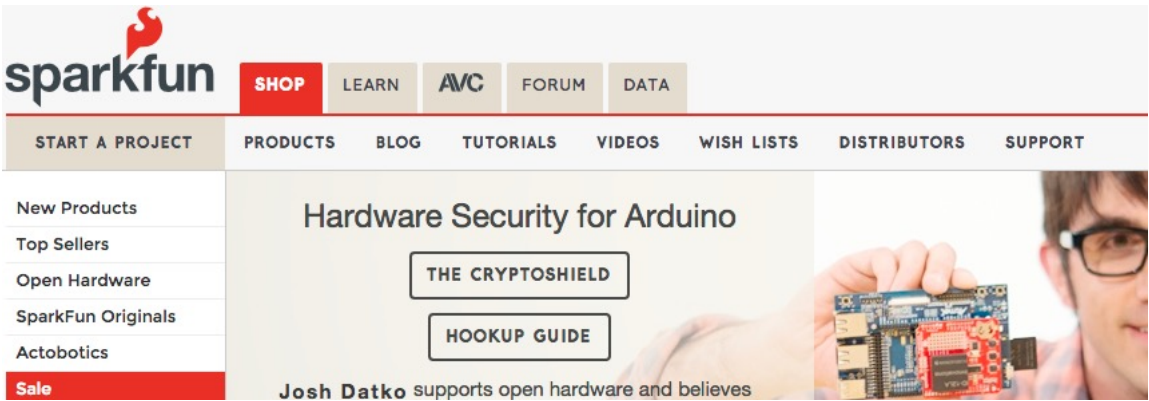 sparkfun
SHOP LEARN AVC FORUM DATA
START A PROJECT PRODUCTS BLOG TUTORIALS VIDEOS WISH LISTS DISTRIBUTORS SUPPORT
New Products
Top Sellers
Open Hardware
SparkFun Originals
Actobotics
Sale
Hardware Security for Arduino
THE CRYPTOSHIELD
HOOKUP GUIDE
Josh Datko supports open hardware and believes